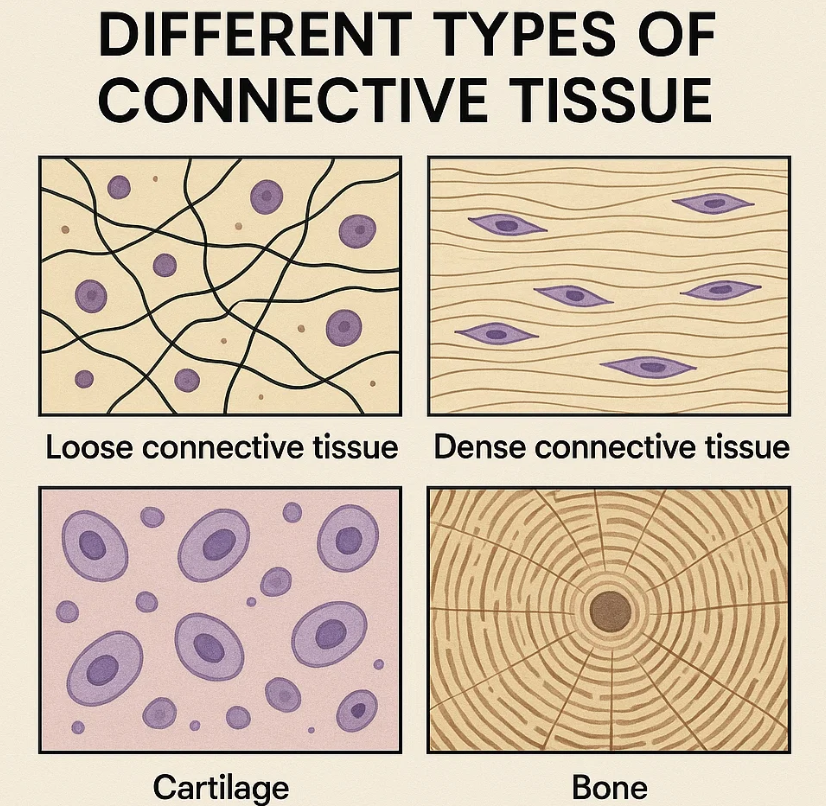 DIFFERENT TYPES OF
CONNECTIVE TISSUE
Loose connective tissue
Dense connective tissue
Cartilage
Bone